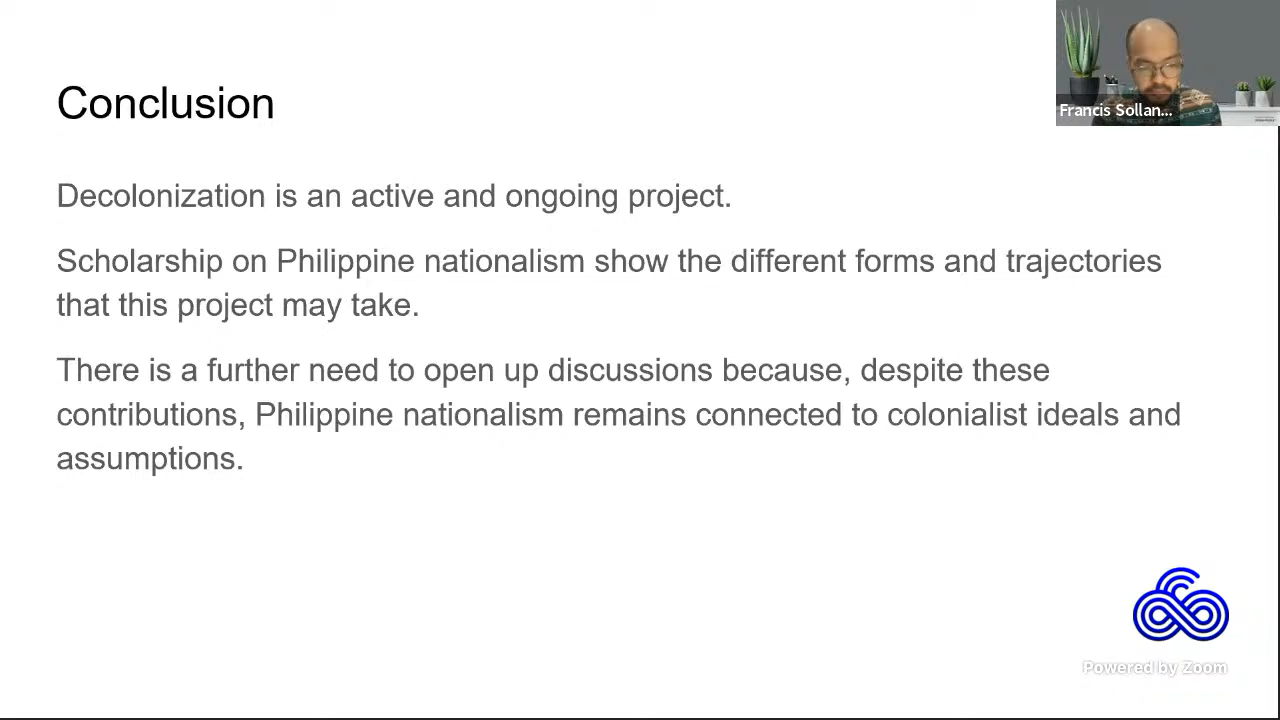 Conclusion
Francis Sollan...
Decolonization is an active and ongoing project.
Scholarship on Philippine nationalism show the different forms and trajectories
that this project may take.
There is a further need to open up discussions because, despite these
contributions, Philippine nationalism remains connected to colonialist ideals and
assumptions.
Powered by Zoom